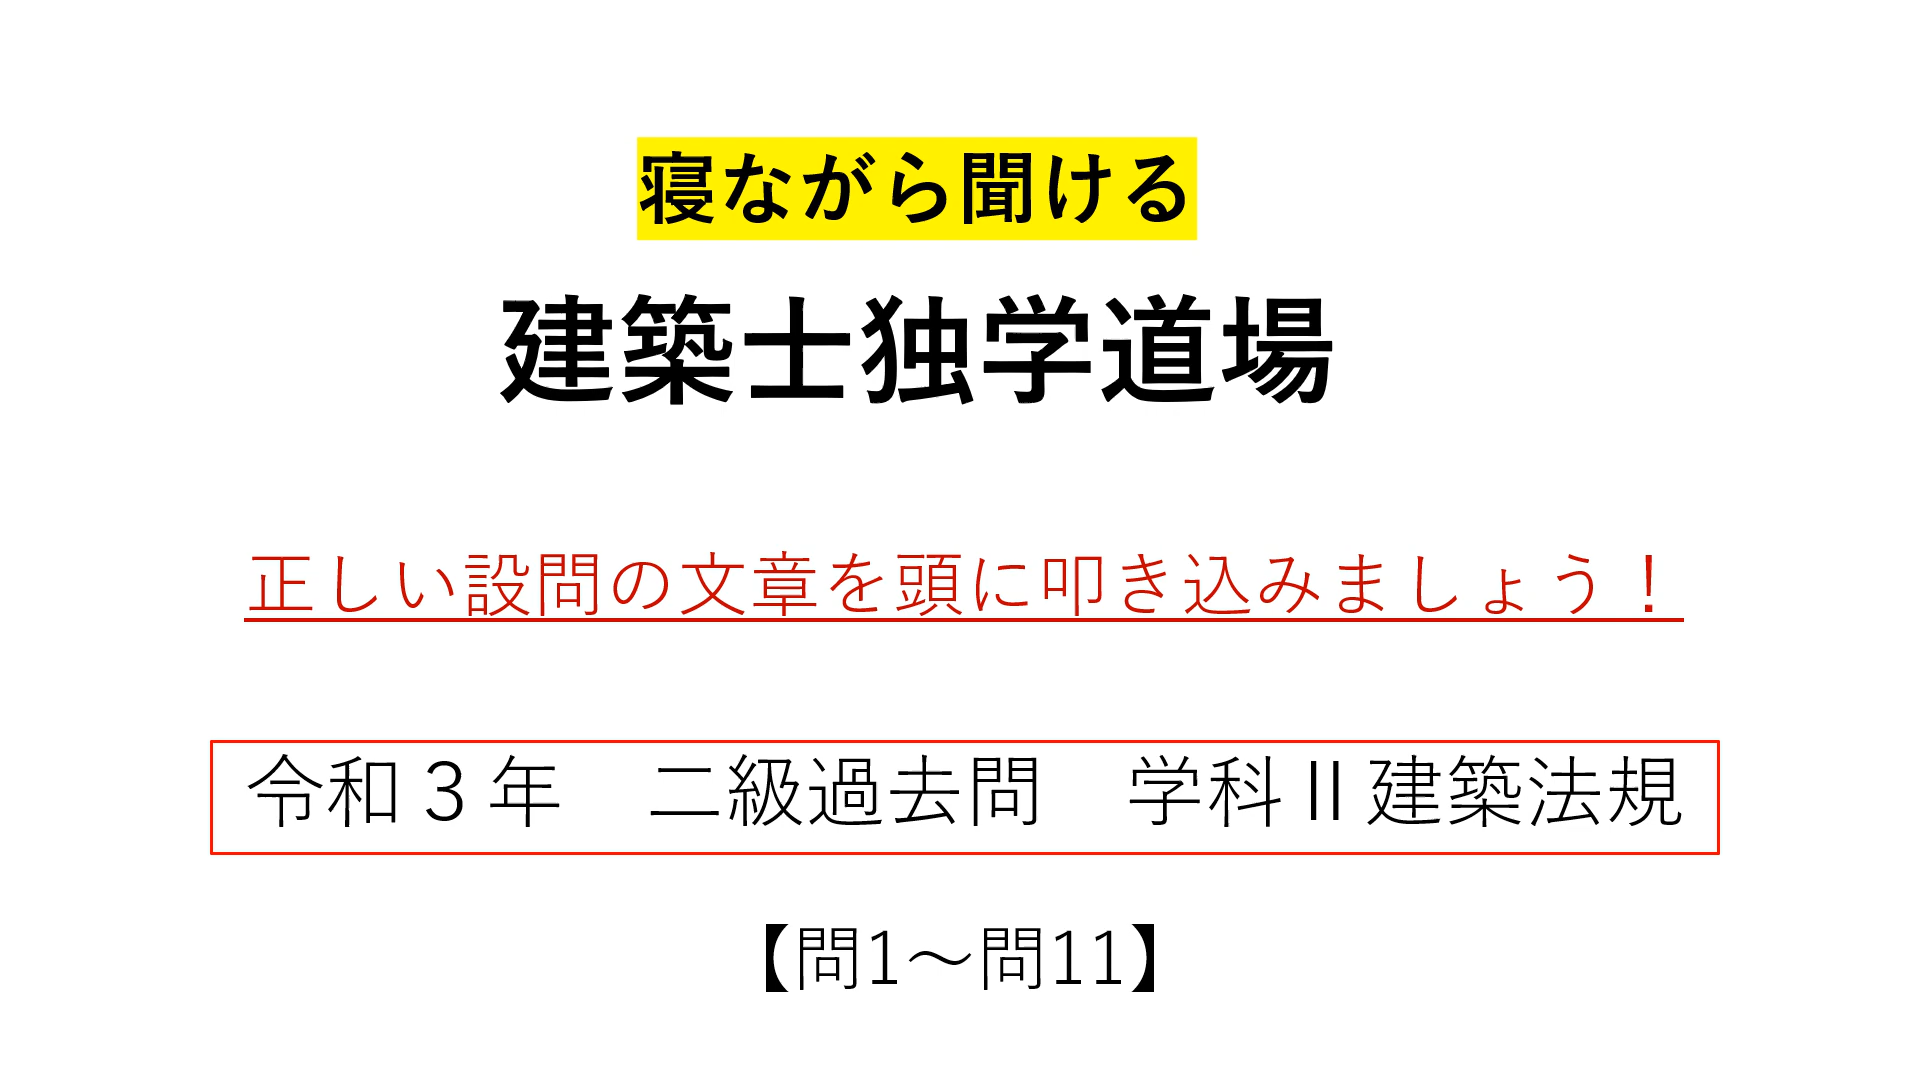 寝ながら聞ける
建築士独学道場
正しい設問の文章を頭に叩き込みましょう！
令和３年　二級過去問　学科Ⅱ建築法規
【問1～問11】